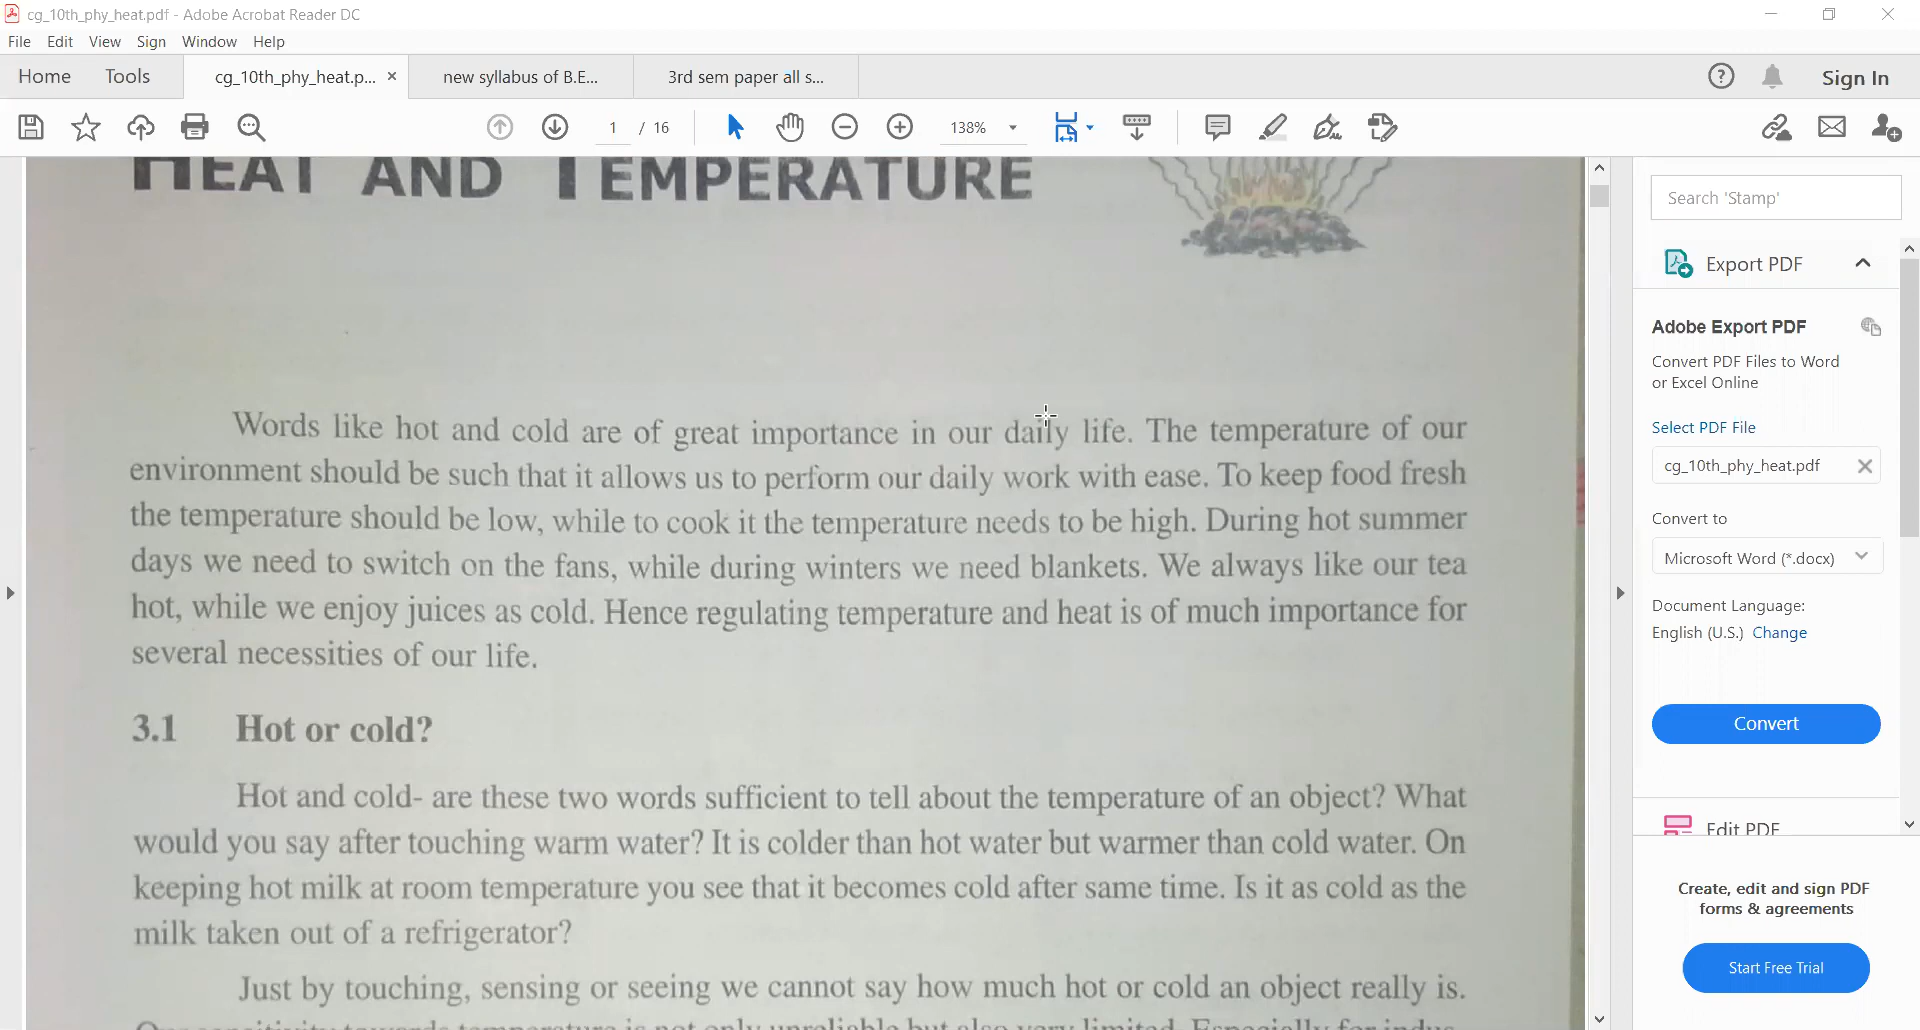 cg_10th_phy_heat.pdf - Adobe Acrobat Reader DC
File Edit View Sign Window Help
Home Tools cg_10th_phy_heat.p... × new syllabus of B.E... 3rd sem paper all s... Sign In
1 / 16 138%
HEAT AND TEMPERATURE
Words like hot and cold are of great importance in our daily life. The temperature of our
environment should be such that it allows us to perform our daily work with ease. To keep food fresh
the temperature should be low, while to cook it the temperature needs to be high. During hot summer
days we need to switch on the fans, while during winters we need blankets. We always like our tea
hot, while we enjoy juices as cold. Hence regulating temperature and heat is of much importance for
several necessities of our life.
3.1 Hot or cold?
Hot and cold- are these two words sufficient to tell about the temperature of an object? What
would you say after touching warm water? It is colder than hot water but warmer than cold water. On
keeping hot milk at room temperature you see that it becomes cold after same time. Is it as cold as the
milk taken out of a refrigerator?
Just by touching, sensing or seeing we cannot say how much hot or cold an object really is.
Search 'Stamp'
Export PDF
Adobe Export PDF
Convert PDF Files to Word
or Excel Online
Select PDF File
cg_10th_phy_heat.pdf
Convert to
Microsoft Word (*.docx)
Document Language:
English (U.S.) Change
Convert
Edit PDF
Create, edit and sign PDF
forms & agreements
Start Free Trial